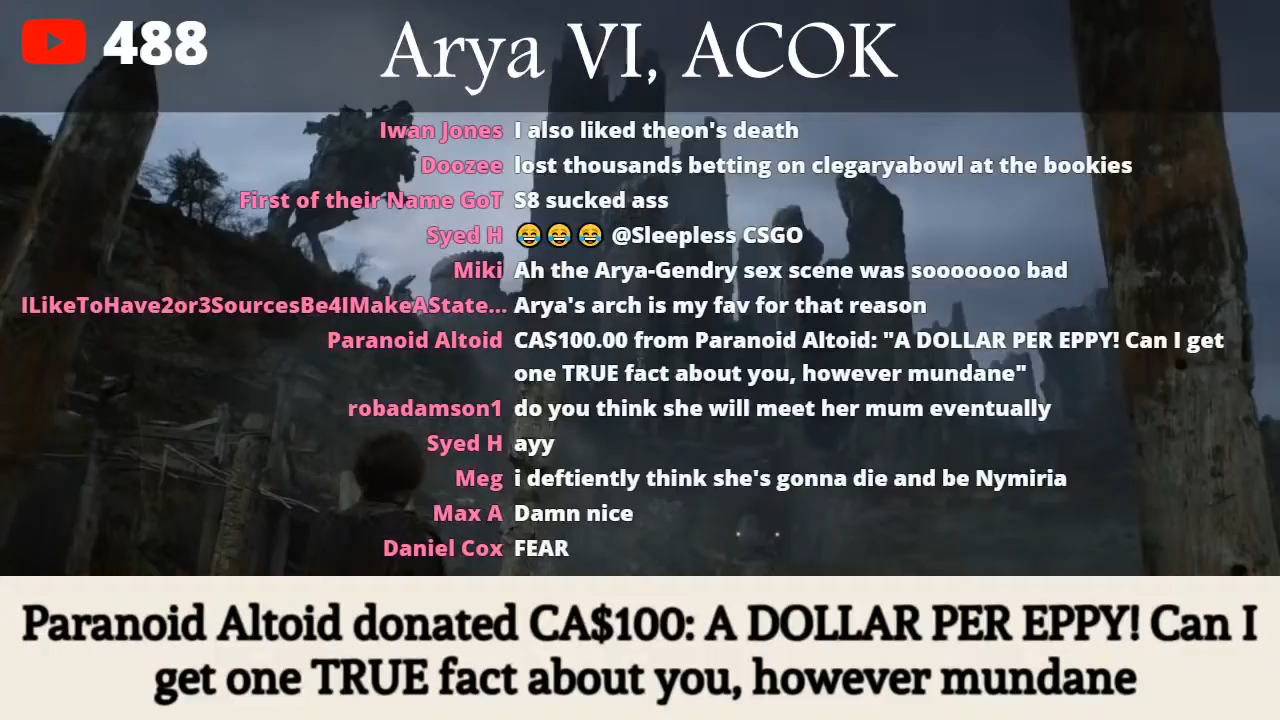 488
Arya VI, ACOK
Iwan Jones I also liked theon's death
Doozee lost thousands betting on clegaryabowl at the bookies
First of their Name GoT S8 sucked ass
Syed H 😂😂😂 @Sleepless CSGO
Miki Ah the Arya-Gendry sex scene was sooooooo bad
ILikeToHave2or3SourcesBe4IMakeAState... Arya's arch is my fav for that reason
Paranoid Altoid CA$100.00 from Paranoid Altoid: "A DOLLAR PER EPPY! Can I get
one TRUE fact about you, however mundane"
robadamson1 do you think she will meet her mum eventually
Syed H ayy
Meg i deftiently think she's gonna die and be Nymiria
Max A Damn nice
Daniel Cox FEAR
Paranoid Altoid donated CA$100: A DOLLAR PER EPPY! Can I
get one TRUE fact about you, however mundane